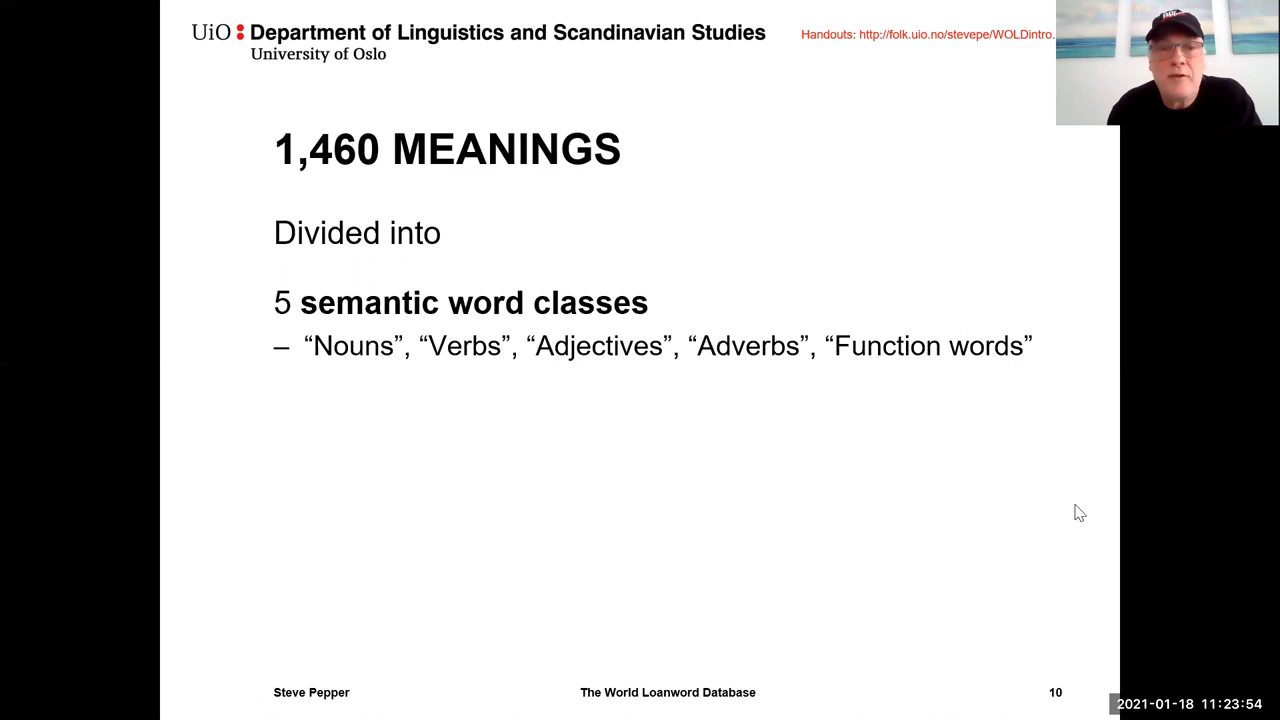 UiO : Department of Linguistics and Scandinavian Studies
University of Oslo
Handouts: http://folk.uio.no/stevepe/WOLDintro.
1,460 MEANINGS
Divided into
5 semantic word classes
– “Nouns”, “Verbs”, “Adjectives”, “Adverbs”, “Function words”
Steve Pepper
The World Loanword Database
10
2021-01-18 11:23:54